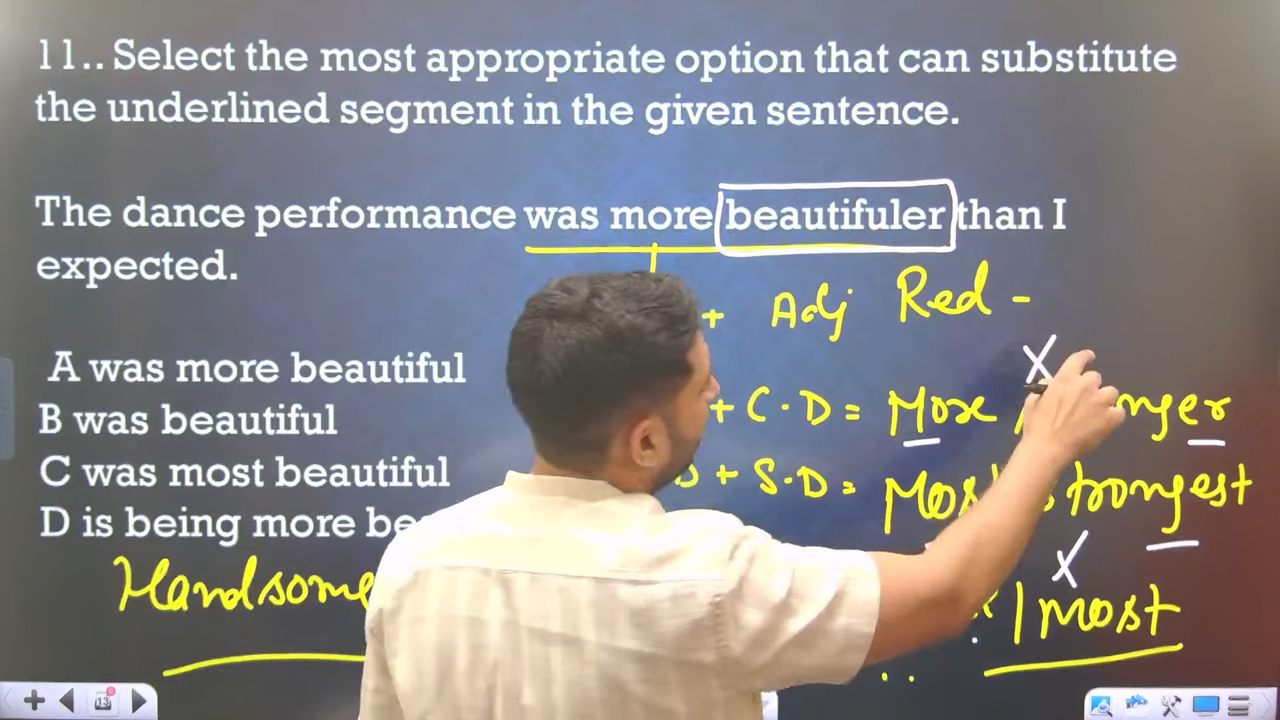 11.. Select the most appropriate option that can substitute
the underlined segment in the given sentence.
The dance performance was more beautifuler than I
expected.
+ Adj Red -
A was more beautiful
X
B was beautiful
+ C.D = More
C was most beautiful
+ S.D = Most strongest
D is being more
X
Handsome
/ most
13